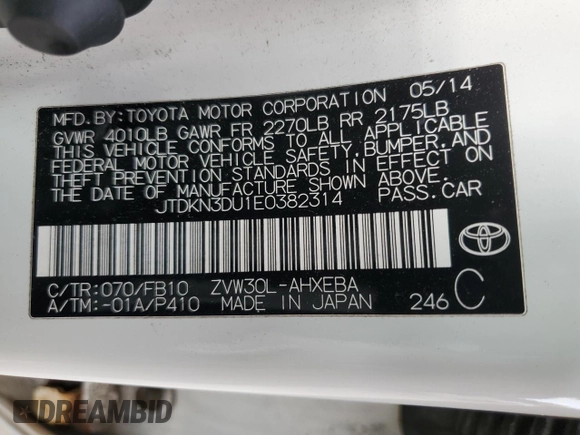 MFD.BY:TOYOTA MOTOR CORPORATION 05/14
GVWR 4010LB GAWR FR 2270LB RR 2175LB
THIS VEHICLE CONFORMS TO ALL APPLICABLE
FEDERAL MOTOR VEHICLE SAFETY,BUMPER,AND
THEFT PREVENTION STANDARDS IN EFFECT ON
THE DATE OF MANUFACTURE SHOWN ABOVE.
JTDKN3DU1E0382314 PASS.CAR
C/TR:070/FB10 ZVW30L-AHXEBA
A/TM:-01A/P410 MADE IN JAPAN 246 C
DREAMBID